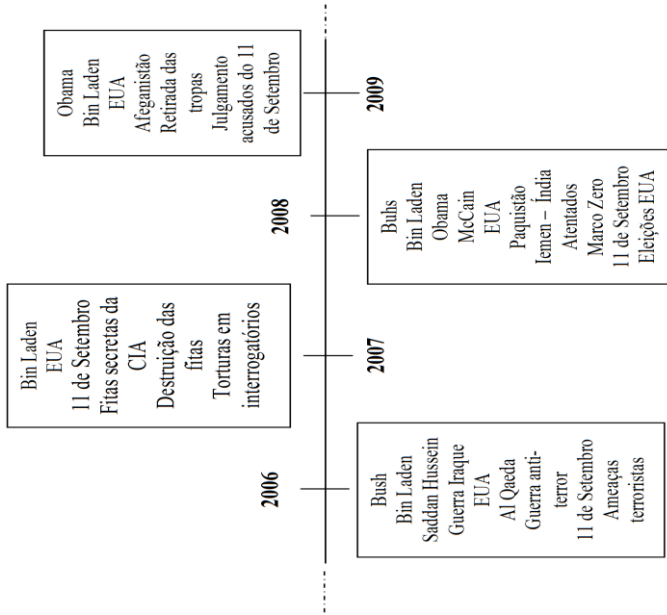 2006
Bush
Bin Laden
Saddan Hussein
Guerra Iraque
EUA
Al Qaeda
Guerra anti-
terror
11 de Setembro
Ameaças
terroristas
Bin Laden
EUA
11 de Setembro
Fitas secretas da
CIA
Destruição das
fitas
Torturas em
interrogatórios
2007
2008
Buhs
Bin Laden
Obama
McCain
EUA
Paquistão
Iemen – Índia
Atentados
Marco Zero
11 de Setembro
Eleições EUA
Obama
Bin Laden
EUA
Afeganistão
Retirada das
tropas
Julgamento
acusados do 11
de Setembro
2009